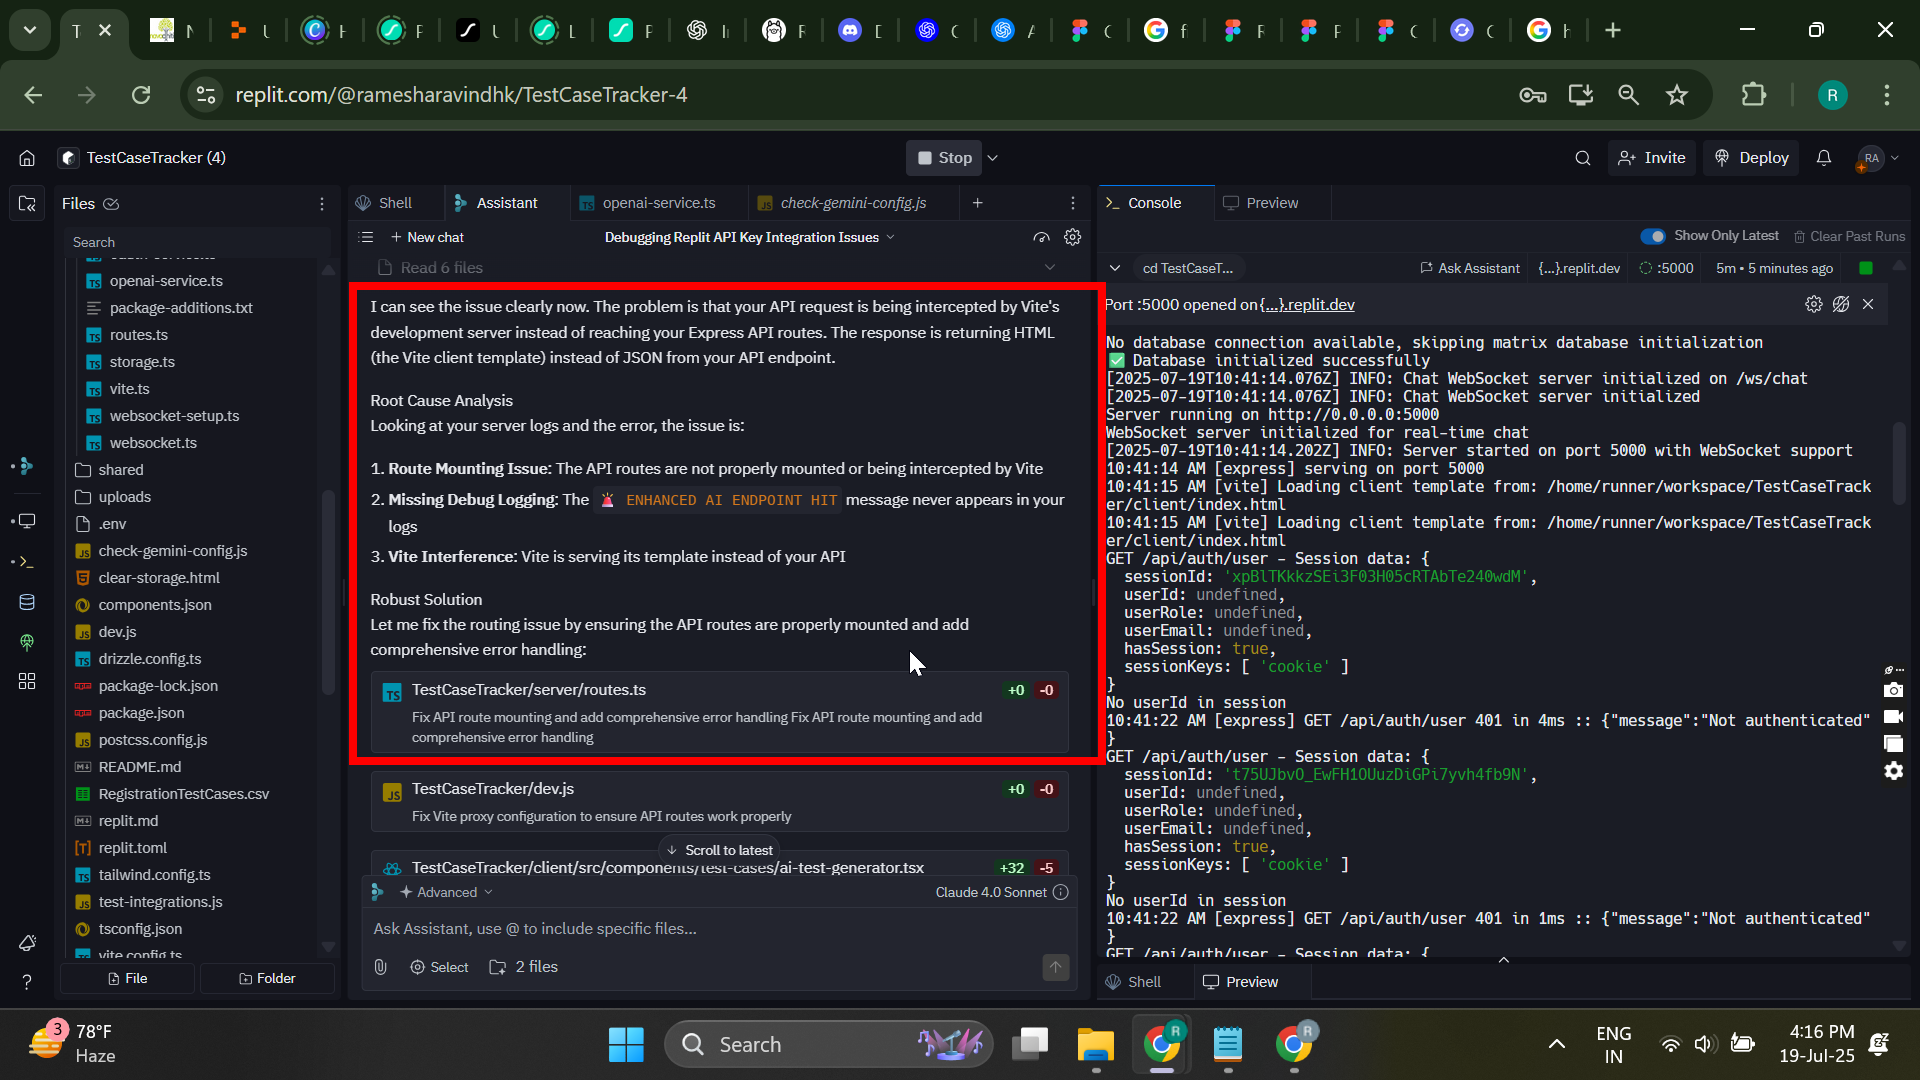 replit.com/@ramesharavindhk/TestCaseTracker-4
TestCaseTracker (4)
Stop
Invite
Deploy
RA
Files
Search
openai-service.ts
package-additions.txt
routes.ts
storage.ts
vite.ts
websocket-setup.ts
websocket.ts
shared
uploads
.env
check-gemini-config.js
clear-storage.html
components.json
dev.js
drizzle.config.ts
package-lock.json
package.json
postcss.config.js
README.md
RegistrationTestCases.csv
replit.md
replit.toml
tailwind.config.ts
test-integrations.js
tsconfig.json
vite.config.ts
File
Folder
Shell
Assistant
openai-service.ts
check-gemini-config.js
New chat
Debugging Replit API Key Integration Issues
Read 6 files
I can see the issue clearly now. The problem is that your API request is being intercepted by Vite's
development server instead of reaching your Express API routes. The response is returning HTML
(the Vite client template) instead of JSON from your API endpoint.
Root Cause Analysis
Looking at your server logs and the error, the issue is:
1. Route Mounting Issue: The API routes are not properly mounted or being intercepted by Vite
2. Missing Debug Logging: The 🚨 ENHANCED AI ENDPOINT HIT message never appears in your
logs
3. Vite Interference: Vite is serving its template instead of your API
Robust Solution
Let me fix the routing issue by ensuring the API routes are properly mounted and add
comprehensive error handling:
TestCaseTracker/server/routes.ts +0 -0
Fix API route mounting and add comprehensive error handling Fix API route mounting and add
comprehensive error handling
TestCaseTracker/dev.js +0 -0
Fix Vite proxy configuration to ensure API routes work properly
Scroll to latest
TestCaseTracker/client/src/components/test-cases/ai-test-generator.tsx +32 -5
Advanced
Claude 4.0 Sonnet
Ask Assistant, use @ to include specific files...
Select
2 files
Console
Preview
Show Only Latest
Clear Past Runs
cd TestCaseT...
Ask Assistant
{...}.replit.dev
:5000
5m • 5 minutes ago
Port :5000 opened on {...}.replit.dev
No database connection available, skipping matrix database initialization
✅ Database initialized successfully
[2025-07-19T10:41:14.076Z] INFO: Chat WebSocket server initialized on /ws/chat
[2025-07-19T10:41:14.076Z] INFO: Chat WebSocket server initialized
Server running on http://0.0.0.0:5000
WebSocket server initialized for real-time chat
[2025-07-19T10:41:14.202Z] INFO: Server started on port 5000 with WebSocket support
10:41:14 AM [express] serving on port 5000
10:41:15 AM [vite] Loading client template from: /home/runner/workspace/TestCaseTrack
er/client/index.html
10:41:15 AM [vite] Loading client template from: /home/runner/workspace/TestCaseTrack
er/client/index.html
GET /api/auth/user - Session data: {
sessionId: 'xpBlTKkkzSEi3F03H05cRTAbTe240wdM',
userId: undefined,
userRole: undefined,
userEmail: undefined,
hasSession: true,
sessionKeys: [ 'cookie' ]
}
No userId in session
10:41:22 AM [express] GET /api/auth/user 401 in 4ms :: {"message":"Not authenticated"
}
GET /api/auth/user - Session data: {
sessionId: 't75UJbvO_EwFH1OUuzDiGPi7yvh4fb9N',
userId: undefined,
userRole: undefined,
userEmail: undefined,
hasSession: true,
sessionKeys: [ 'cookie' ]
}
No userId in session
10:41:22 AM [express] GET /api/auth/user 401 in 1ms :: {"message":"Not authenticated"
}
GET /api/auth/user - Session data: {
Shell
Preview
3
78°F
Haze
Search
ENG
IN
4:16 PM
19-Jul-25